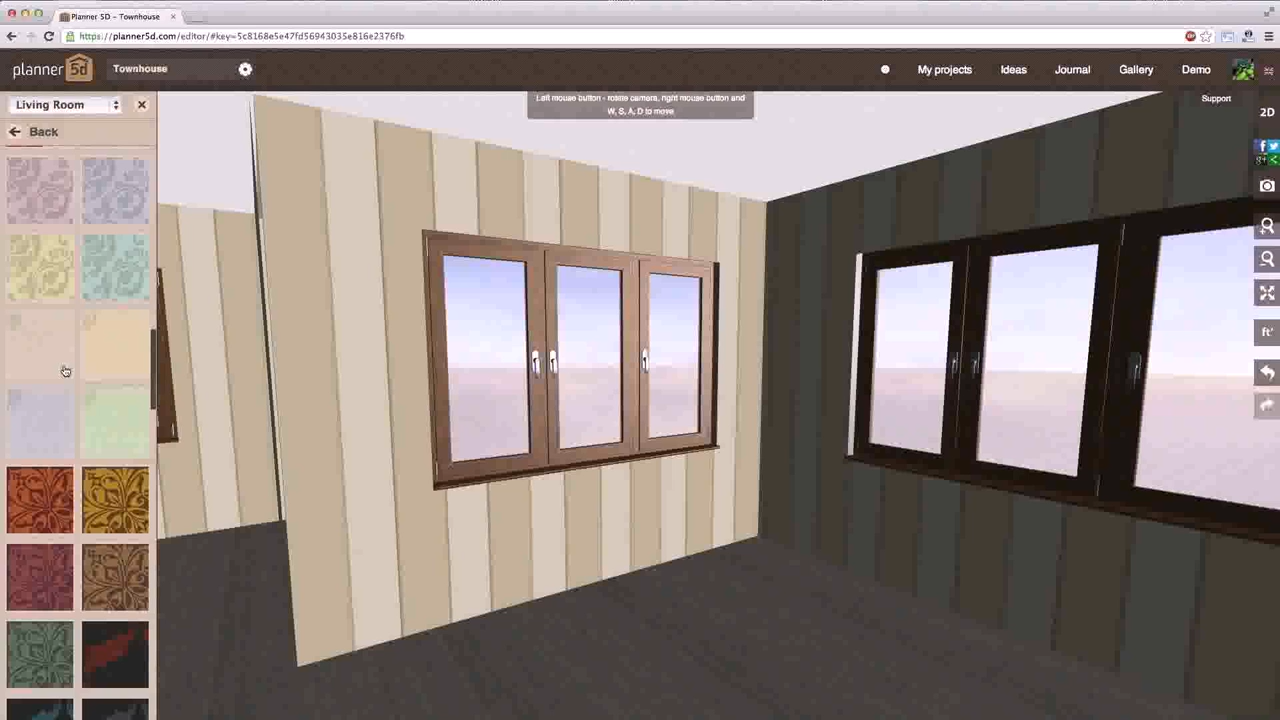 Planner 5D - Townhouse
https://planner5d.com/editor/#key=5c8168e5e47fd56943035e816e2376fb
planner 5d
Townhouse
My projects
Ideas
Journal
Gallery
Demo
Living Room
Left mouse button - rotate camera, right mouse button and
W, S, A, D to move
Support
2D
Back
ft'